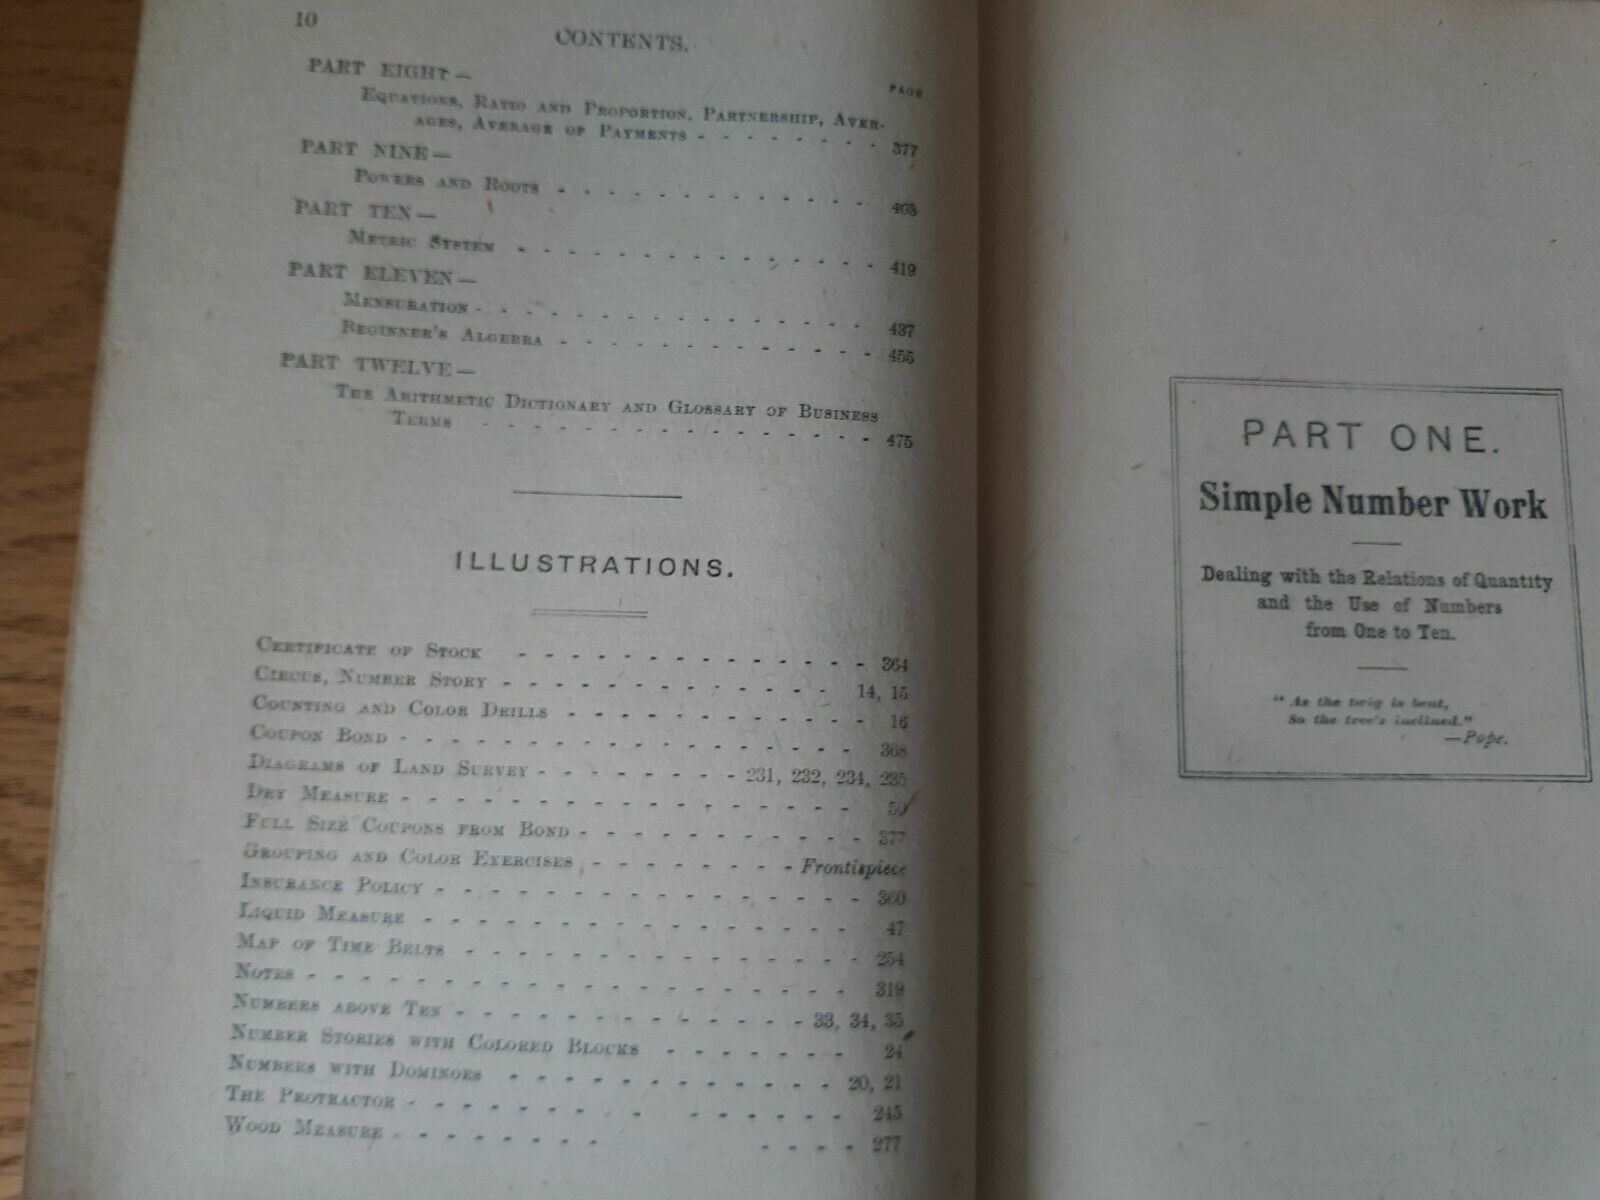 10
CONTENTS.
PAGE
PART EIGHT—
EQUATIONS, RATIO AND PROPORTION, PARTNERSHIP, AVER-
AGES, AVERAGE OF PAYMENTS - - - - - - - 377
PART NINE—
POWERS AND ROOTS - - - - - - - - - - - - 405
PART TEN—
METRIC SYSTEM - - - - - - - - - - - - - - 419
PART ELEVEN—
MENSURATION - - - - - - - - - - - - - - - 437
BEGINNER'S ALGEBRA - - - - - - - - - - - - 455
PART TWELVE—
THE ARITHMETIC DICTIONARY AND GLOSSARY OF BUSINESS
TERMS - - - - - - - - - - - - - - - 475
ILLUSTRATIONS.
CERTIFICATE OF STOCK - - - - - - - - - - - - - - 364
CIRCUS, NUMBER STORY - - - - - - - - - - - - - 14, 15
COUNTING AND COLOR DRILLS - - - - - - - - - - - - 16
COUPON BOND - - - - - - - - - - - - - - - - - - 368
DIAGRAMS OF LAND SURVEY - - - - - - - - 231, 232, 234, 235
DRY MEASURE - - - - - - - - - - - - - - - - - 50
FULL SIZE COUPONS FROM BOND - - - - - - - - - - - 377
GROUPING AND COLOR EXERCISES - - - - - - - - Frontispiece
INSURANCE POLICY - - - - - - - - - - - - - - - - 360
LIQUID MEASURE - - - - - - - - - - - - - - - - 47
MAP OF TIME BELTS - - - - - - - - - - - - - - - 254
NOTES - - - - - - - - - - - - - - - - - - - - 319
NUMBERS ABOVE TEN - - - - - - - - - - - - - 33, 34, 35
NUMBER STORIES WITH COLORED BLOCKS - - - - - - - 24
NUMBERS WITH DOMINOES - - - - - - - - - - - - 20, 21
THE PROTRACTOR - - - - - - - - - - - - - - - 245
WOOD MEASURE - - - - - - - - - - - - 277
PART ONE.
Simple Number Work
Dealing with the Relations of Quantity
and the Use of Numbers
from One to Ten.
"As the twig is bent,
So the tree's inclined."
—Pope.